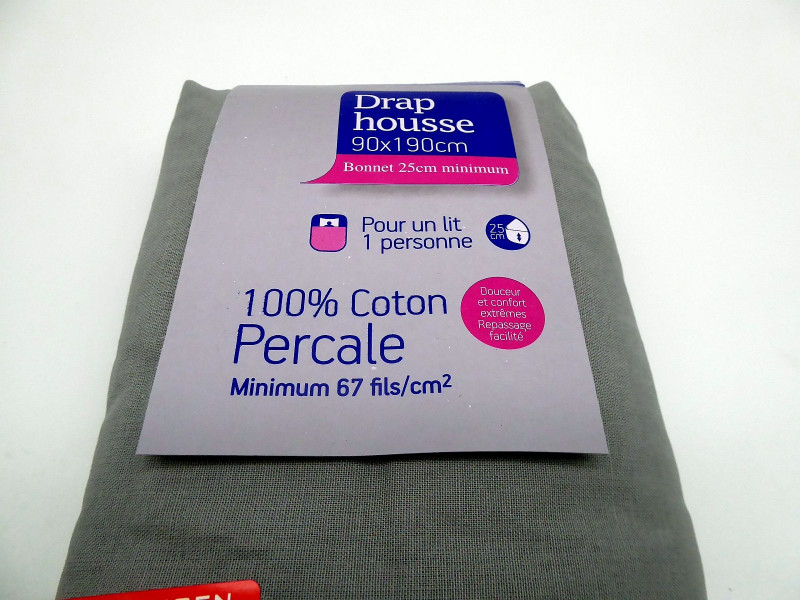 Drap
housse
90x190cm
Bonnet 25cm minimum
Pour un lit
1 personne
25
cm
100% Coton
Percale
Minimum 67 fils/cm²
Douceur
et confort
extrêmes
Repassage
facilité